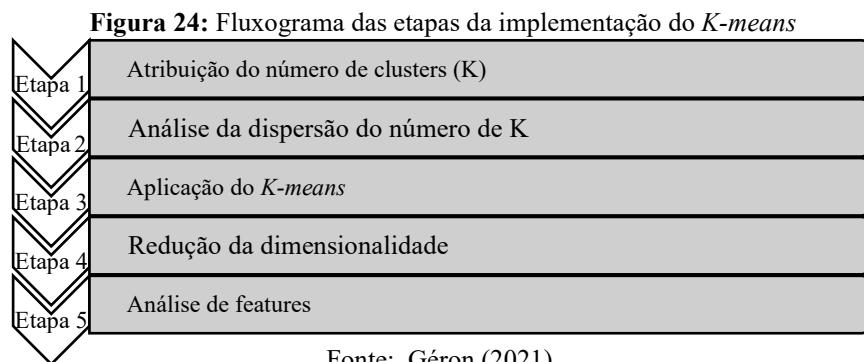 Figura 24: Fluxograma das etapas da implementação do K-means
Etapa 1 Atribuição do número de clusters (K)
Etapa 2 Análise da dispersão do número de K
Etapa 3 Aplicação do K-means
Etapa 4 Redução da dimensionalidade
Etapa 5 Análise de features
Fonte: Géron (2021)